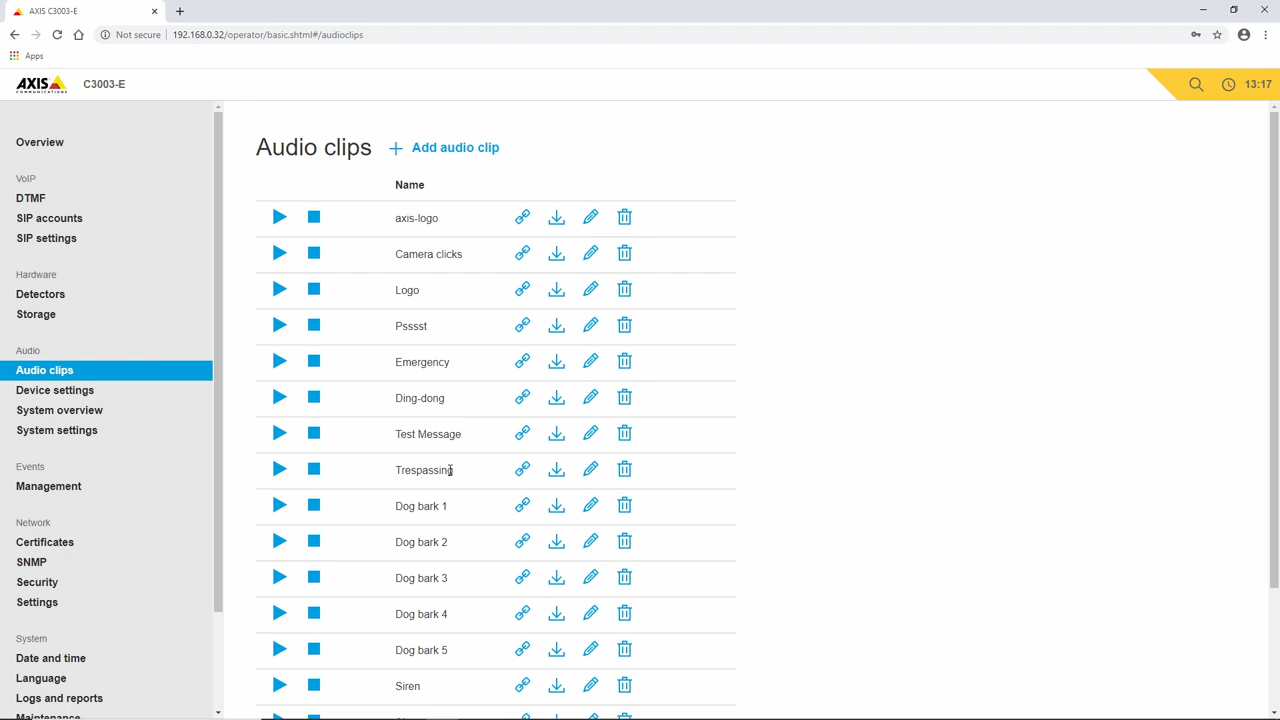 AXIS C3003-E
Not secure
192.168.0.32/operator/basic.shtml#/audioclips
Apps
AXIS
COMMUNICATIONS
C3003-E
13:17
Overview
VoIP
DTMF
SIP accounts
SIP settings
Hardware
Detectors
Storage
Audio
Audio clips
Device settings
System overview
System settings
Events
Management
Network
Certificates
SNMP
Security
Settings
System
Date and time
Language
Logs and reports
Maintenance
Audio clips
Add audio clip
Name
axis-logo
Camera clicks
Logo
Psssst
Emergency
Ding-dong
Test Message
Trespassing
Dog bark 1
Dog bark 2
Dog bark 3
Dog bark 4
Dog bark 5
Siren